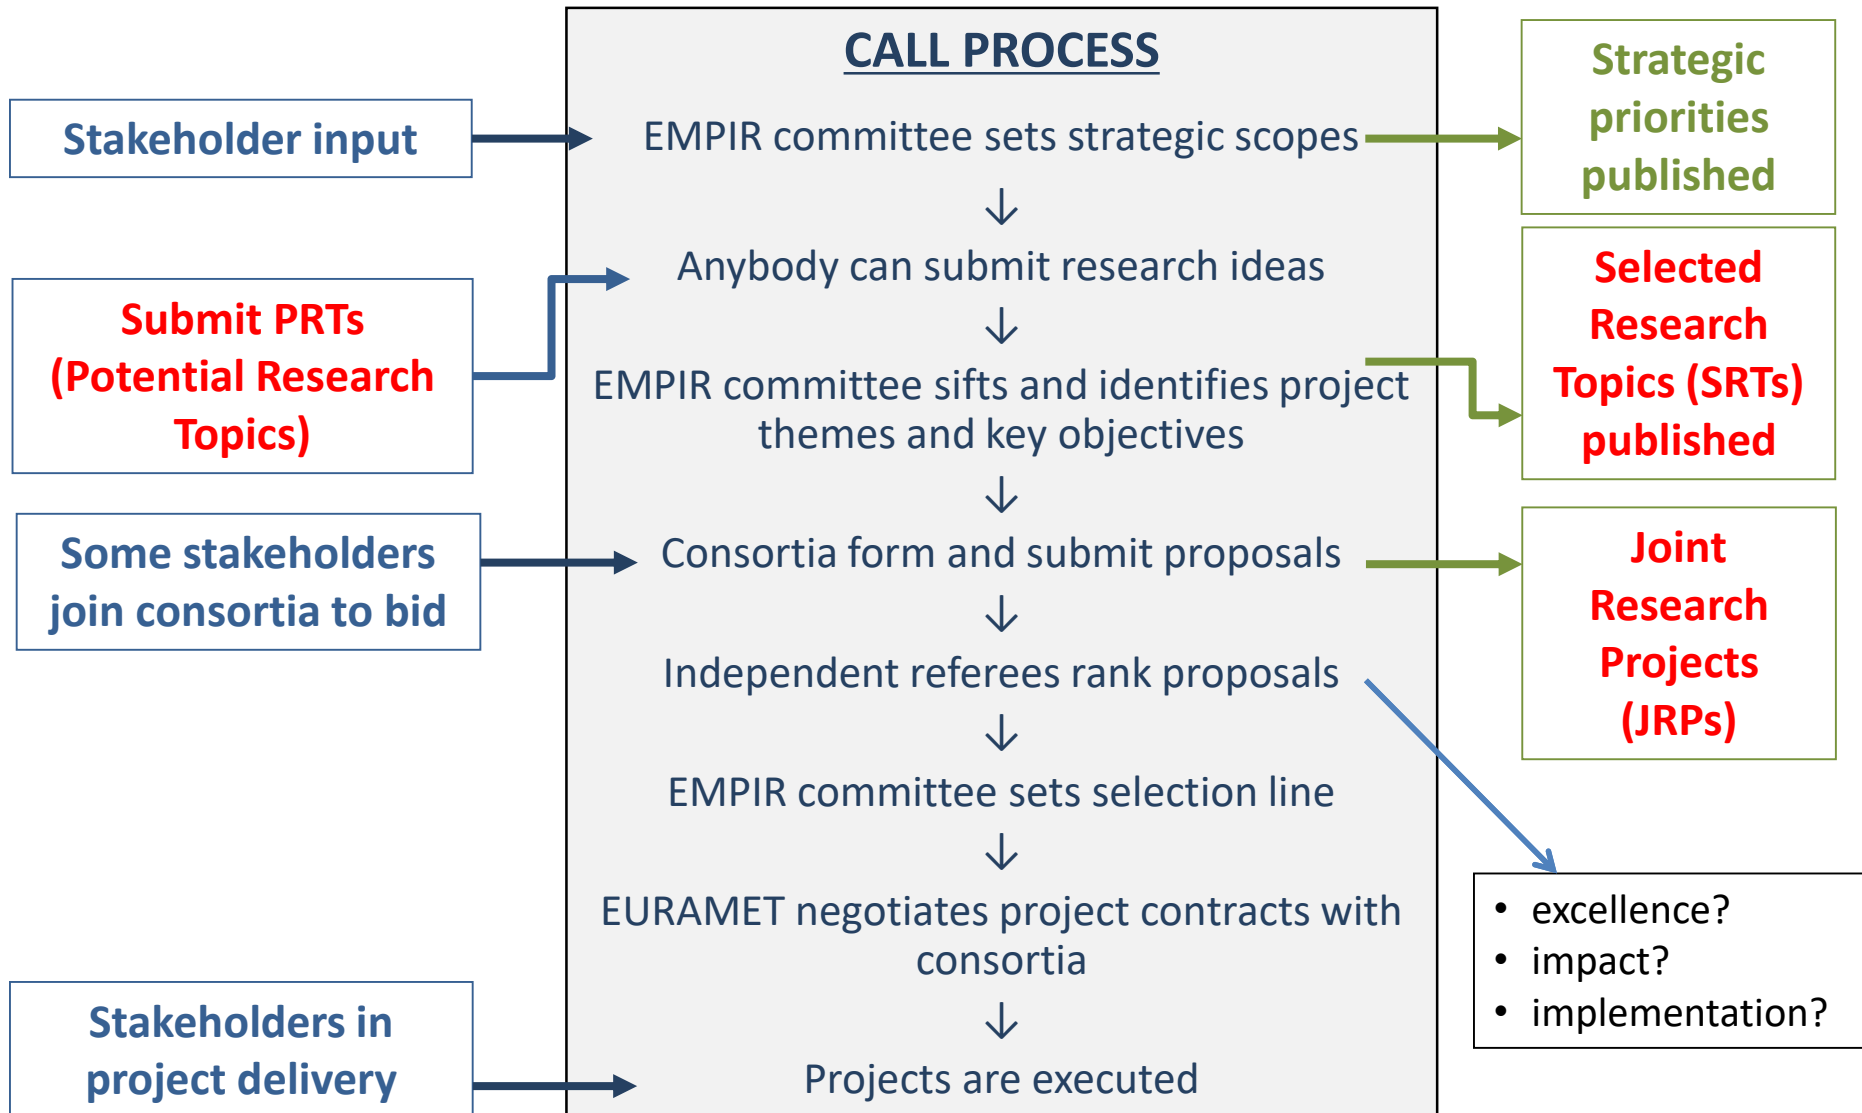 CALL PROCESS
Stakeholder input
EMPIR committee sets strategic scopes
Strategic
priorities
published
↓
Submit PRTs
(Potential Research
Topics)
Anybody can submit research ideas
↓
EMPIR committee sifts and identifies project
themes and key objectives
Selected
Research
Topics (SRTs)
published
↓
Some stakeholders
join consortia to bid
Consortia form and submit proposals
Joint
Research
Projects
(JRPs)
↓
Independent referees rank proposals
• excellence?
• impact?
• implementation?
↓
EMPIR committee sets selection line
↓
EURAMET negotiates project contracts with
consortia
↓
Stakeholders in
project delivery
Projects are executed